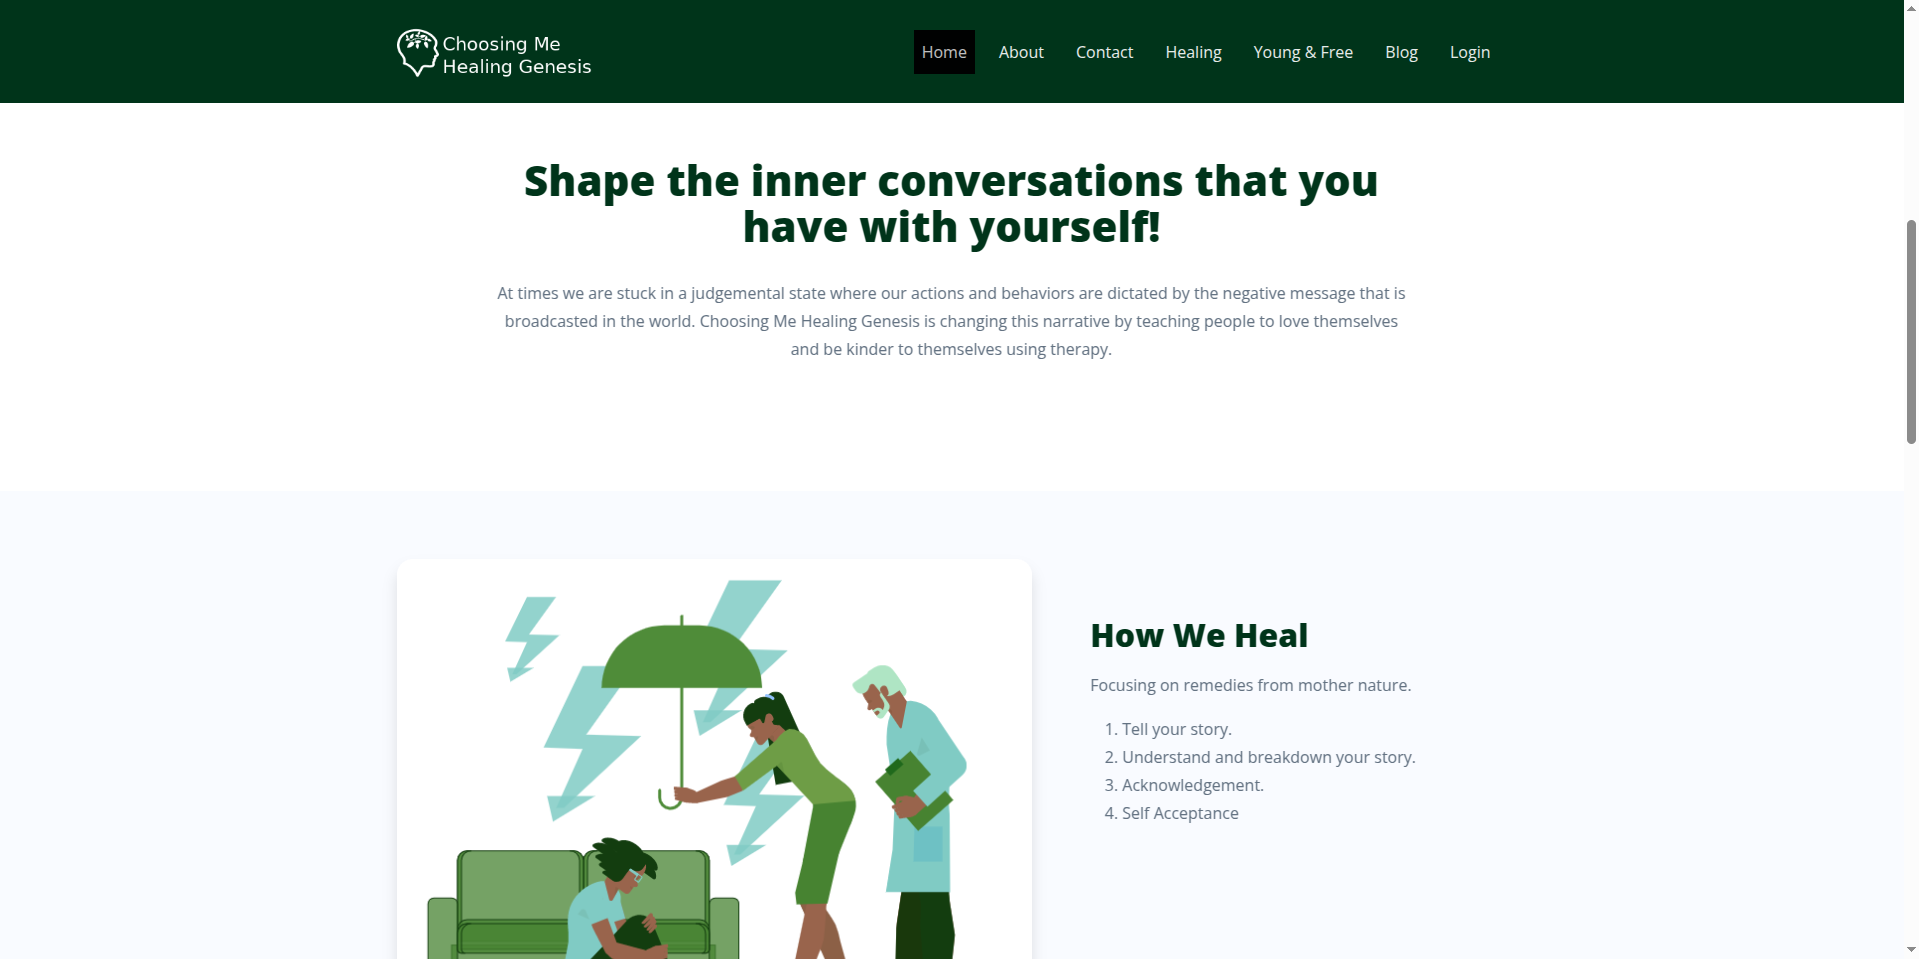 Choosing Me
Healing Genesis
Home About Contact Healing Young & Free Blog Login
Shape the inner conversations that you
have with yourself!
At times we are stuck in a judgemental state where our actions and behaviors are dictated by the negative message that is
broadcasted in the world. Choosing Me Healing Genesis is changing this narrative by teaching people to love themselves
and be kinder to themselves using therapy.
How We Heal
Focusing on remedies from mother nature.
1. Tell your story.
2. Understand and breakdown your story.
3. Acknowledgement.
4. Self Acceptance